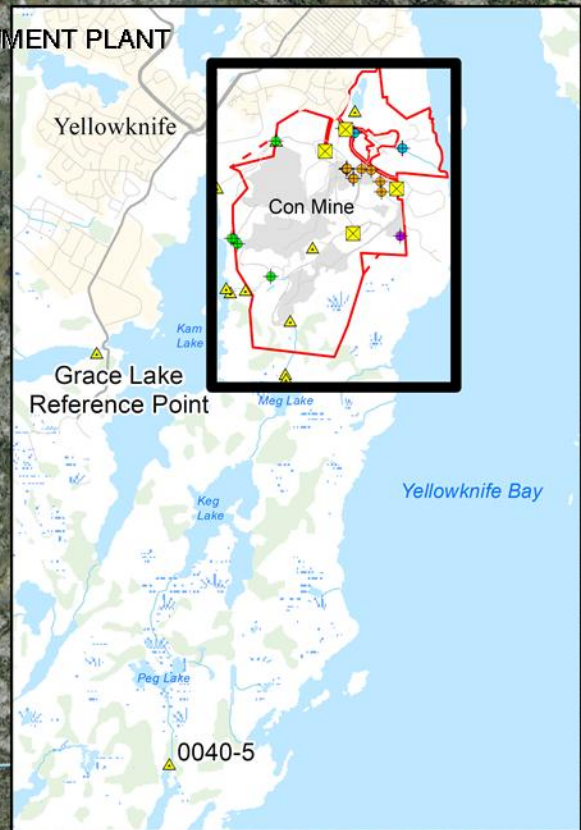 MENT PLANT
Yellowknife
Con Mine
Kam
Lake
Grace Lake
Reference Point
Meg Lake
Keg
Lake
Yellowknife Bay
Peg Lake
0040-5